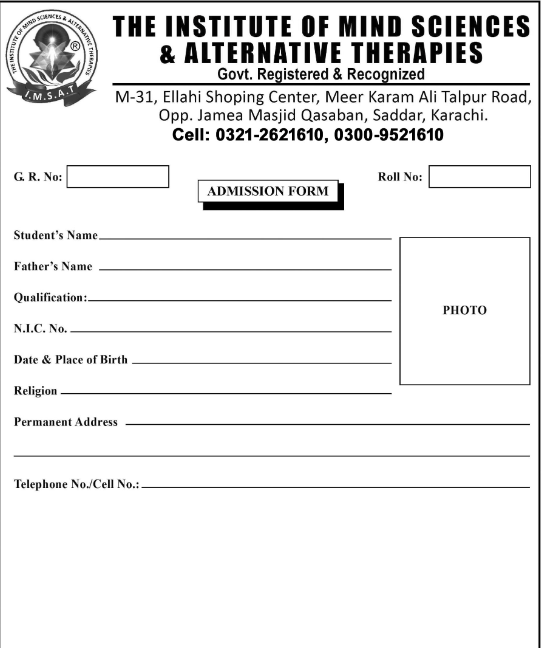 THE INSTITUTE OF MIND SCIENCES & ALTERNATIVE THERAPIES
®
I.M.S.A.T
THE INSTITUTE OF MIND SCIENCES
& ALTERNATIVE THERAPIES
Govt. Registered & Recognized
M-31, Ellahi Shoping Center, Meer Karam Ali Talpur Road,
Opp. Jamea Masjid Qasaban, Saddar, Karachi.
Cell: 0321-2621610, 0300-9521610
G. R. No:
Roll No:
ADMISSION FORM
Student's Name
Father's Name
Qualification:
PHOTO
N.I.C. No.
Date & Place of Birth
Religion
Permanent Address
Telephone No./Cell No.: